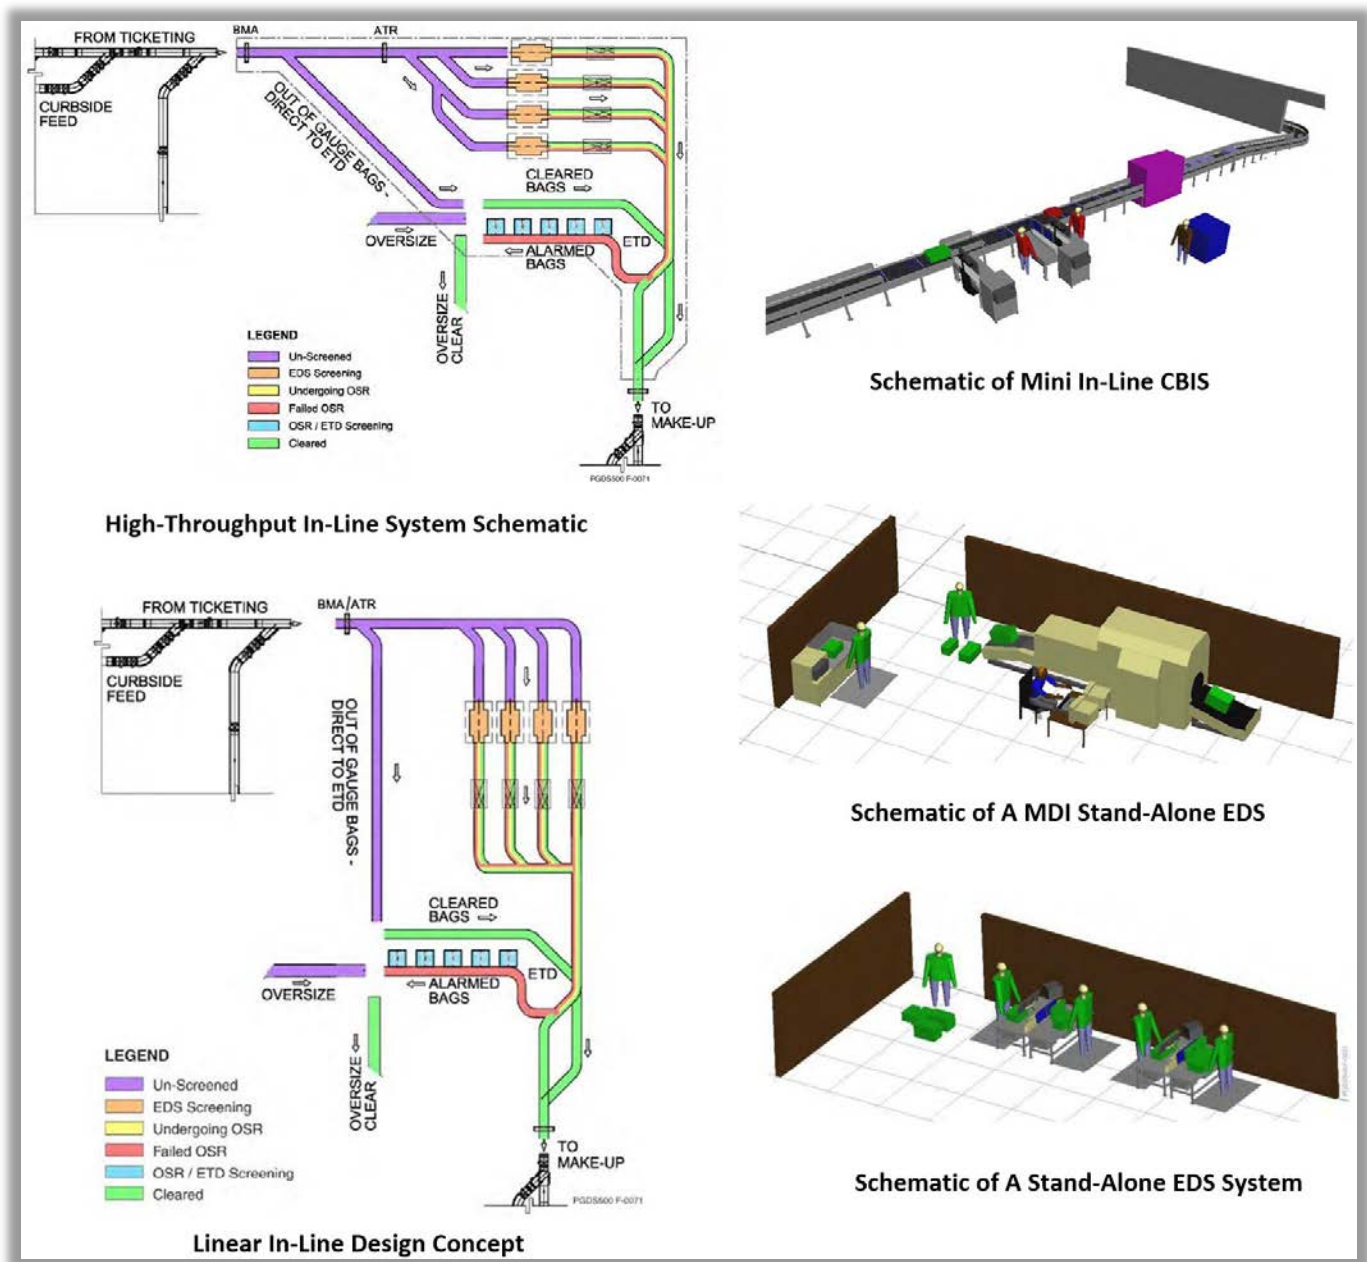 FROM TICKETING
BMA
ATR
CURBSIDE
FEED
OUT OF GAUGE BAGS -
DIRECT TO ETD
CLEARED
BAGS
OVERSIZE
ETD
ALARMED
BAGS
OVERSIZE
CLEAR
LEGEND
Un-Screened
EDS Screening
Undergoing OSR
Failed OSR
OSR / ETD Screening
Cleared
TO
MAKE-UP
PGDS500 F-0071
High-Throughput In-Line System Schematic
Schematic of Mini In-Line CBIS
Schematic of A MDI Stand-Alone EDS
Schematic of A Stand-Alone EDS System
FROM TICKETING
BMA/ATR
CURBSIDE
FEED
OUT OF GAUGE BAGS -
DIRECT TO ETD
CLEARED
BAGS
OVERSIZE
ETD
ALARMED
BAGS
OVERSIZE
CLEAR
LEGEND
Un-Screened
EDS Screening
Undergoing OSR
Failed OSR
OSR / ETD Screening
Cleared
TO
MAKE-UP
PGDS500 F-0071
Linear In-Line Design Concept